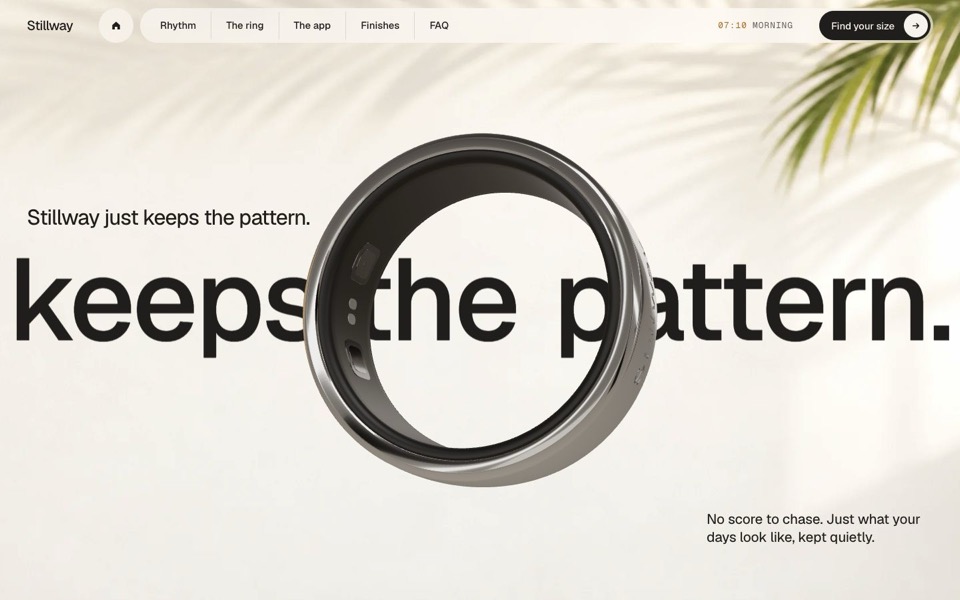 Stillway
Rhythm
The ring
The app
Finishes
FAQ
07:10 MORNING
Find your size
Stillway just keeps the pattern.
keeps the pattern.
No score to chase. Just what your
days look like, kept quietly.